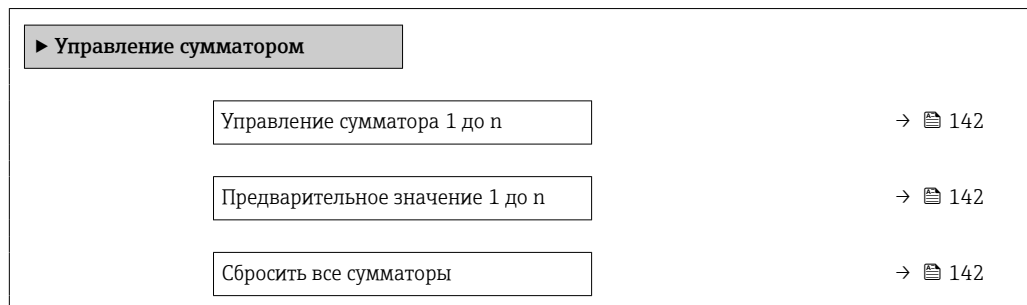 ▶ Управление сумматором
Управление сумматора 1 до n → 🖹 142
Предварительное значение 1 до n → 🖹 142
Сбросить все сумматоры → 🖹 142